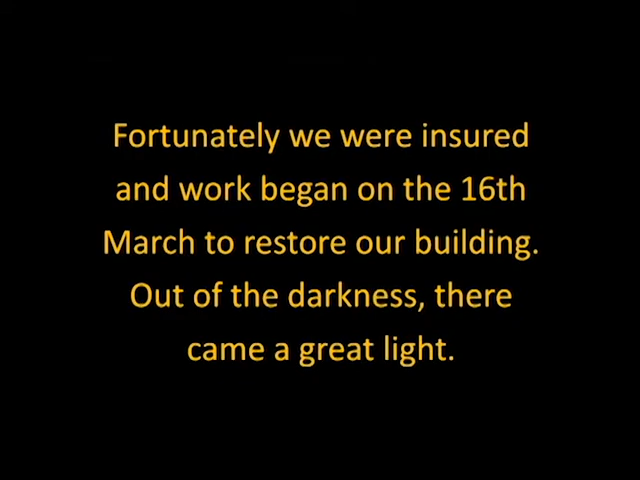 Fortunately we were insured
and work began on the 16th
March to restore our building.
Out of the darkness, there
came a great light.